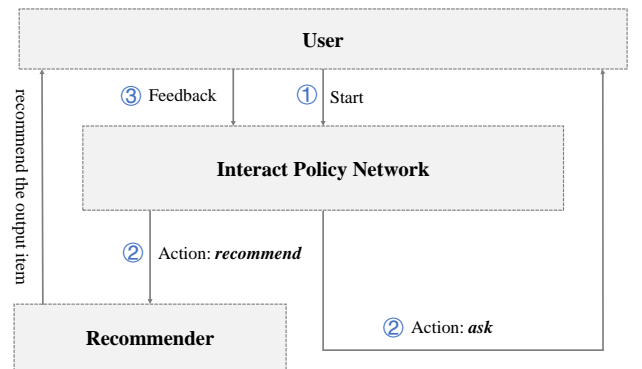 User
③ Feedback
① Start
recommend the output item
Interact Policy Network
② Action: recommend
② Action: ask
Recommender